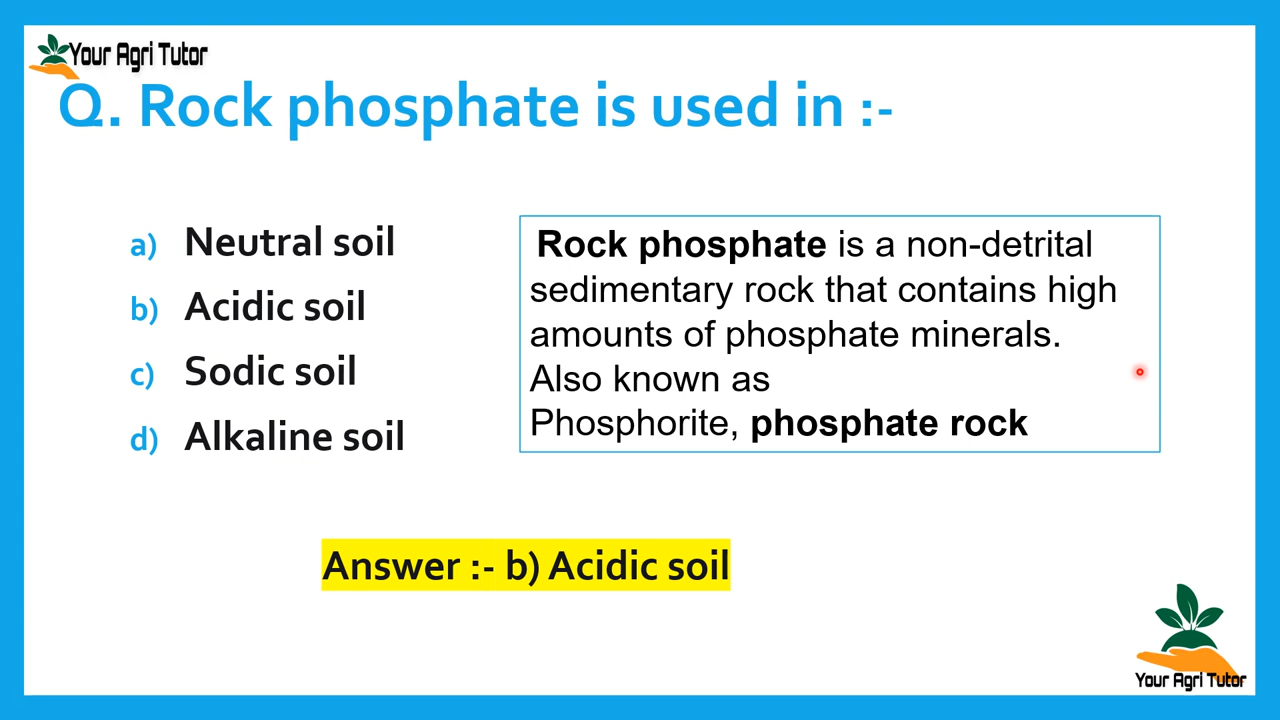 Your Agri Tutor
Q. Rock phosphate is used in :-
a) Neutral soil
b) Acidic soil
c) Sodic soil
d) Alkaline soil
Rock phosphate is a non-detrital
sedimentary rock that contains high
amounts of phosphate minerals.
Also known as
Phosphorite, phosphate rock
Answer :- b) Acidic soil
Your Agri Tutor